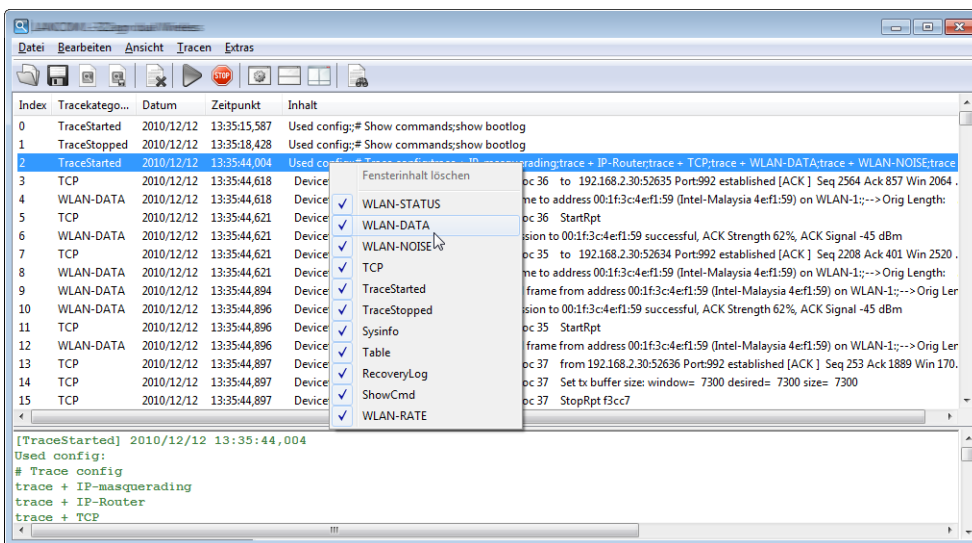 Datei Bearbeiten Ansicht Tracen Extras
STOP
Index Tracekatego... Datum Zeitpunkt Inhalt
0 TraceStarted 2010/12/12 13:35:15,587 Used config:;# Show commands;show bootlog
1 TraceStopped 2010/12/12 13:35:18,428 Used config:;# Show commands;show bootlog
2 TraceStarted 2010/12/12 13:35:44,004 Used config:;# Trace config;trace + IP-masquerading;trace + IP-Router;trace + TCP;trace + WLAN-DATA;trace + WLAN-NOISE;trace
3 TCP 2010/12/12 13:35:44,618 Device oc 36 to 192.168.2.30:52635 Port:992 established [ACK ] Seq 2564 Ack 857 Win 2064 .
4 WLAN-DATA 2010/12/12 13:35:44,618 Device me to address 00:1f:3c:4e:f1:59 (Intel-Malaysia 4e:f1:59) on WLAN-1:;-->Orig Length:
5 TCP 2010/12/12 13:35:44,621 Device oc 36 StartRpt
6 WLAN-DATA 2010/12/12 13:35:44,621 Device sion to 00:1f:3c:4e:f1:59 successful, ACK Strength 62%, ACK Signal -45 dBm
7 TCP 2010/12/12 13:35:44,621 Device oc 35 to 192.168.2.30:52634 Port:992 established [ACK ] Seq 2208 Ack 401 Win 2520 .
8 WLAN-DATA 2010/12/12 13:35:44,621 Device me to address 00:1f:3c:4e:f1:59 (Intel-Malaysia 4e:f1:59) on WLAN-1:;-->Orig Length:
9 WLAN-DATA 2010/12/12 13:35:44,894 Device frame from address 00:1f:3c:4e:f1:59 (Intel-Malaysia 4e:f1:59) on WLAN-1:;-->Orig Ler
10 WLAN-DATA 2010/12/12 13:35:44,896 Device sion to 00:1f:3c:4e:f1:59 successful, ACK Strength 62%, ACK Signal -45 dBm
11 TCP 2010/12/12 13:35:44,896 Device oc 35 StartRpt
12 WLAN-DATA 2010/12/12 13:35:44,896 Device frame from address 00:1f:3c:4e:f1:59 (Intel-Malaysia 4e:f1:59) on WLAN-1:;-->Orig Ler
13 TCP 2010/12/12 13:35:44,897 Device oc 37 from 192.168.2.30:52636 Port:992 established [ACK ] Seq 253 Ack 1889 Win 170.
14 TCP 2010/12/12 13:35:44,897 Device oc 37 Set tx buffer size: window= 7300 desired= 7300 size= 7300
15 TCP 2010/12/12 13:35:44,897 Device oc 37 StopRpt f3cc7
Fensterinhalt löschen
WLAN-STATUS
WLAN-DATA
WLAN-NOISE
TCP
TraceStarted
TraceStopped
Sysinfo
Table
RecoveryLog
ShowCmd
WLAN-RATE
[TraceStarted] 2010/12/12 13:35:44,004
Used config:
# Trace config
trace + IP-masquerading
trace + IP-Router
trace + TCP